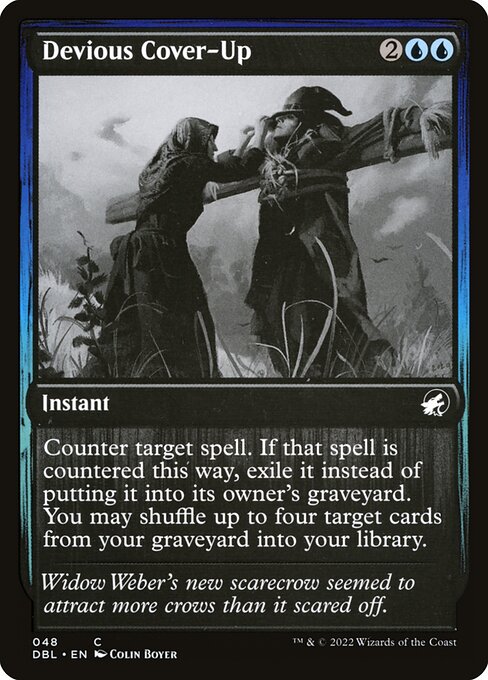 Devious Cover-Up 2
Instant
Counter target spell. If that spell is
countered this way, exile it instead of
putting it into its owner's graveyard.
You may shuffle up to four target cards
from your graveyard into your library.
Widow Weber's new scarecrow seemed to
attract more crows than it scared off.
048 C
DBL • EN Colin Boyer
™ & © 2022 Wizards of the Coast